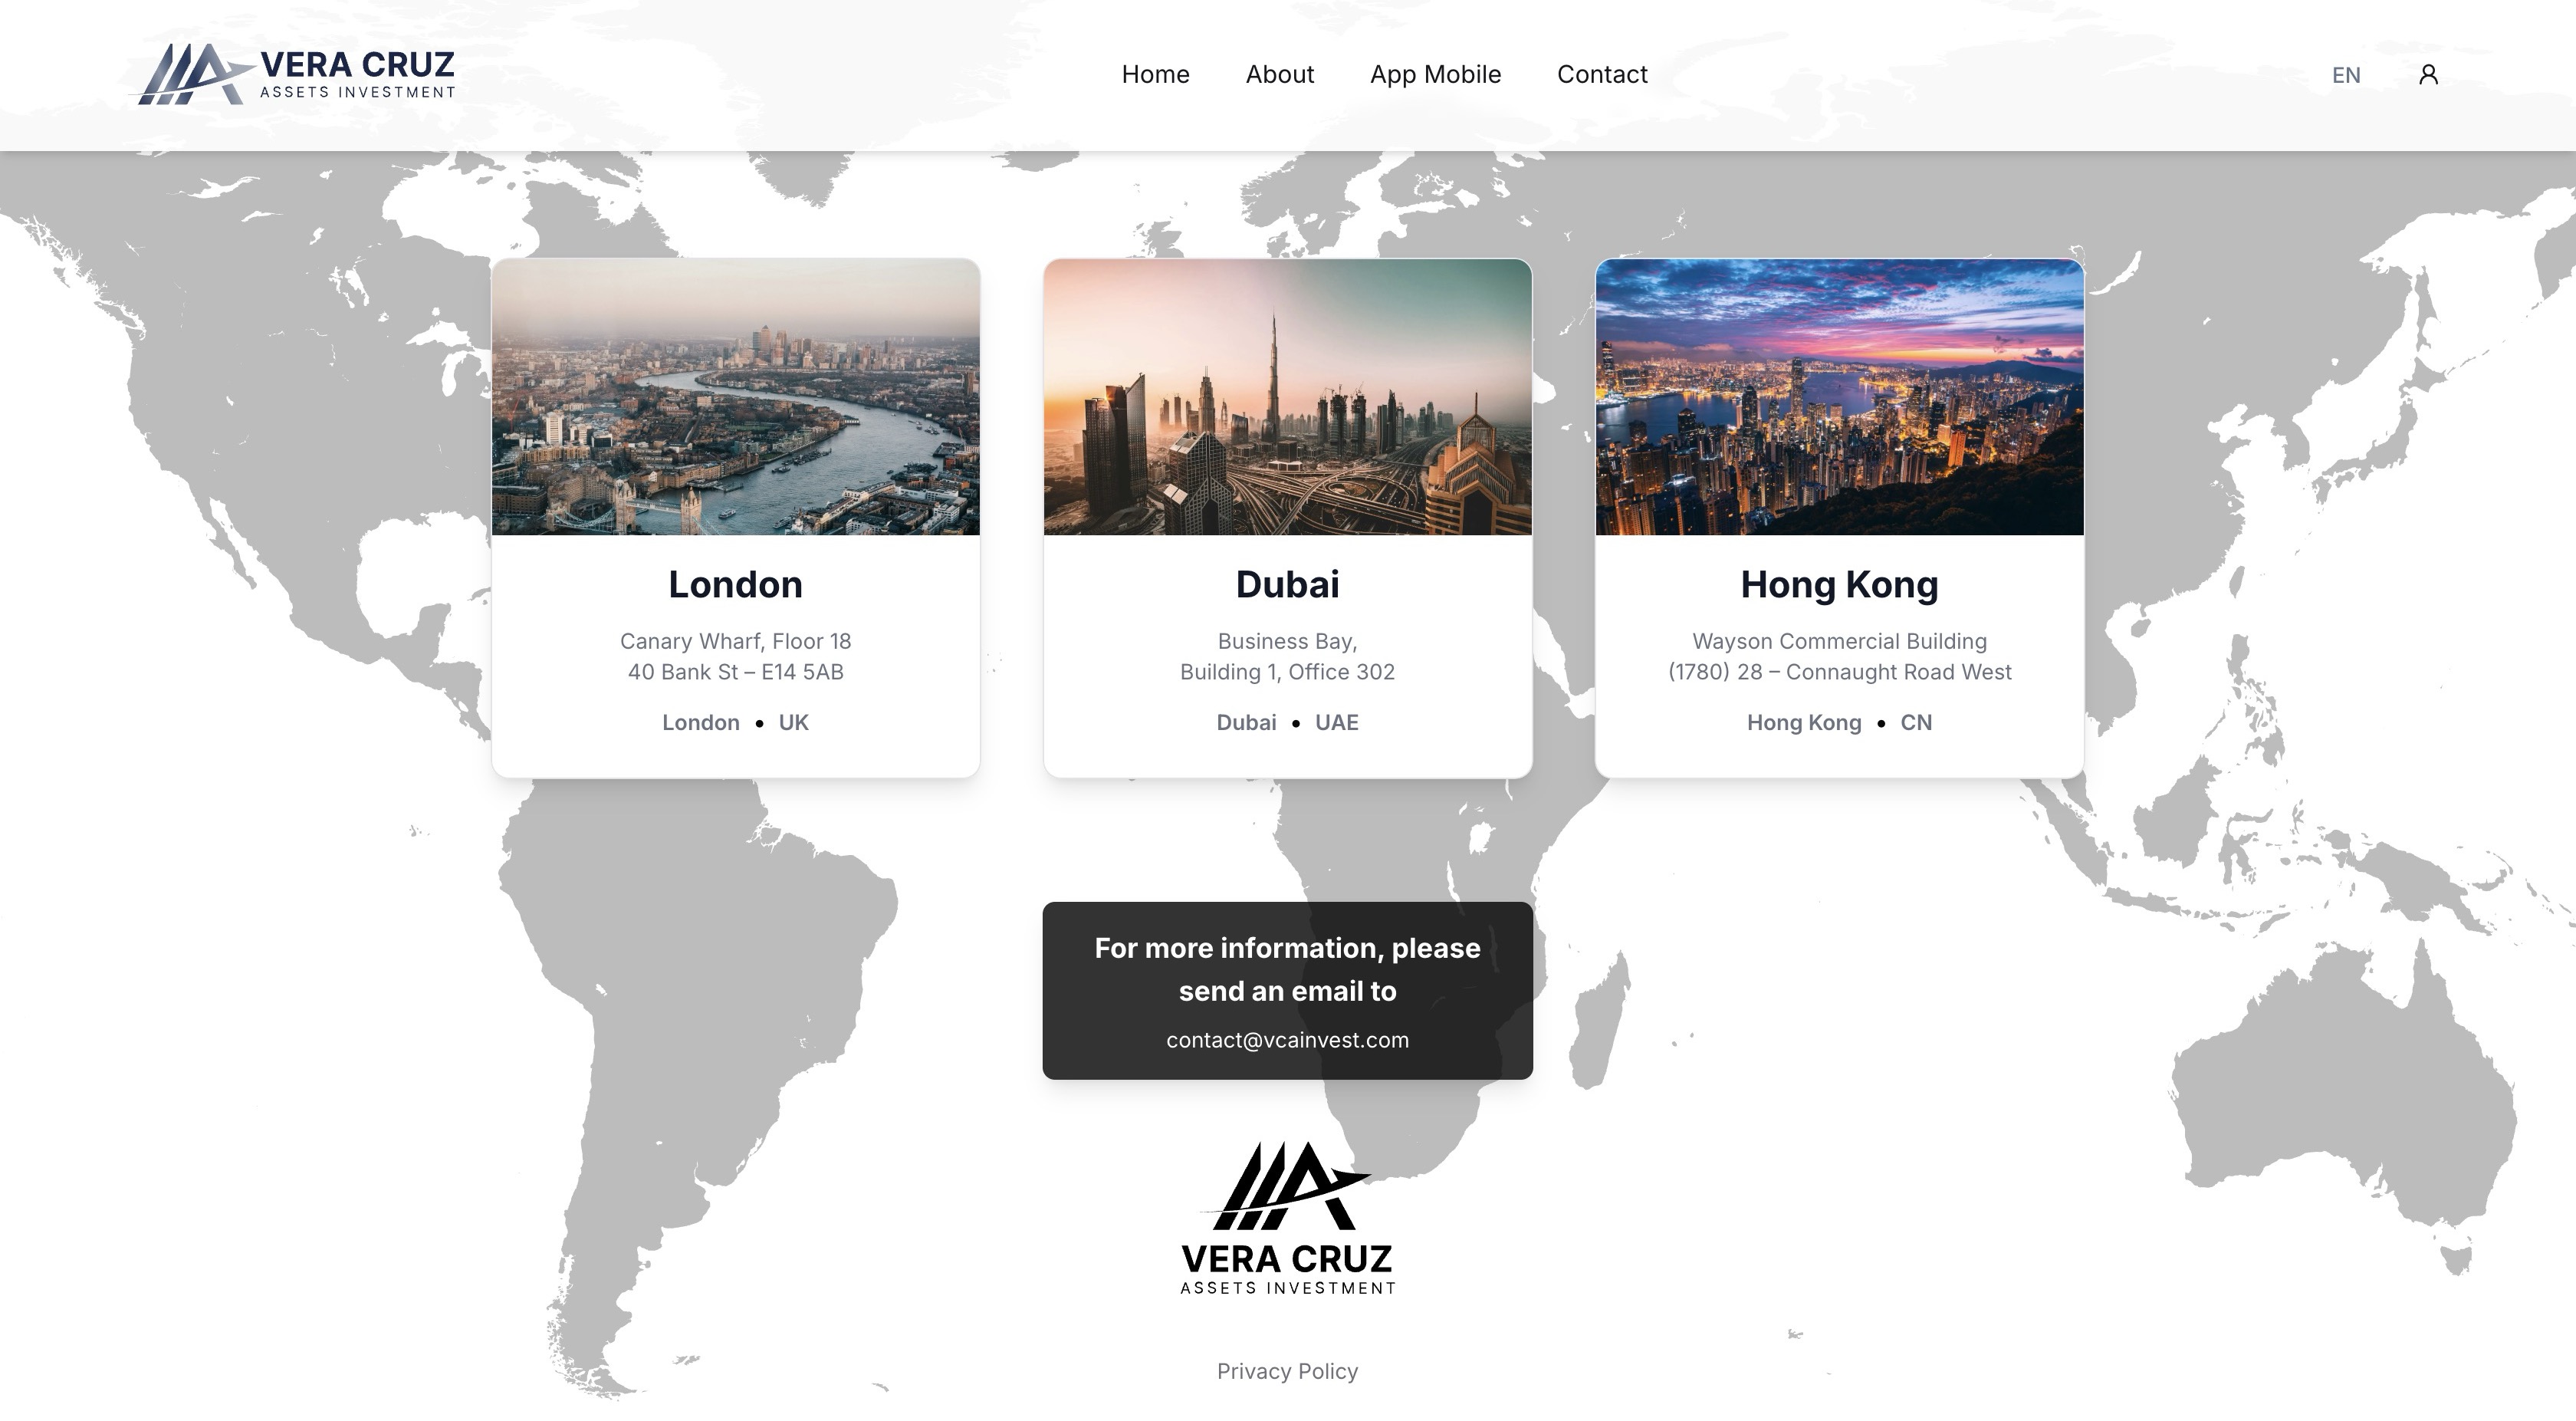 VERA CRUZ
ASSETS INVESTMENT
Home
About
App Mobile
Contact
EN
London
Canary Wharf, Floor 18
40 Bank St – E14 5AB
London • UK
Dubai
Business Bay,
Building 1, Office 302
Dubai • UAE
Hong Kong
Wayson Commercial Building
(1780) 28 – Connaught Road West
Hong Kong • CN
For more information, please
send an email to
contact@vcainvest.com
VERA CRUZ
ASSETS INVESTMENT
Privacy Policy